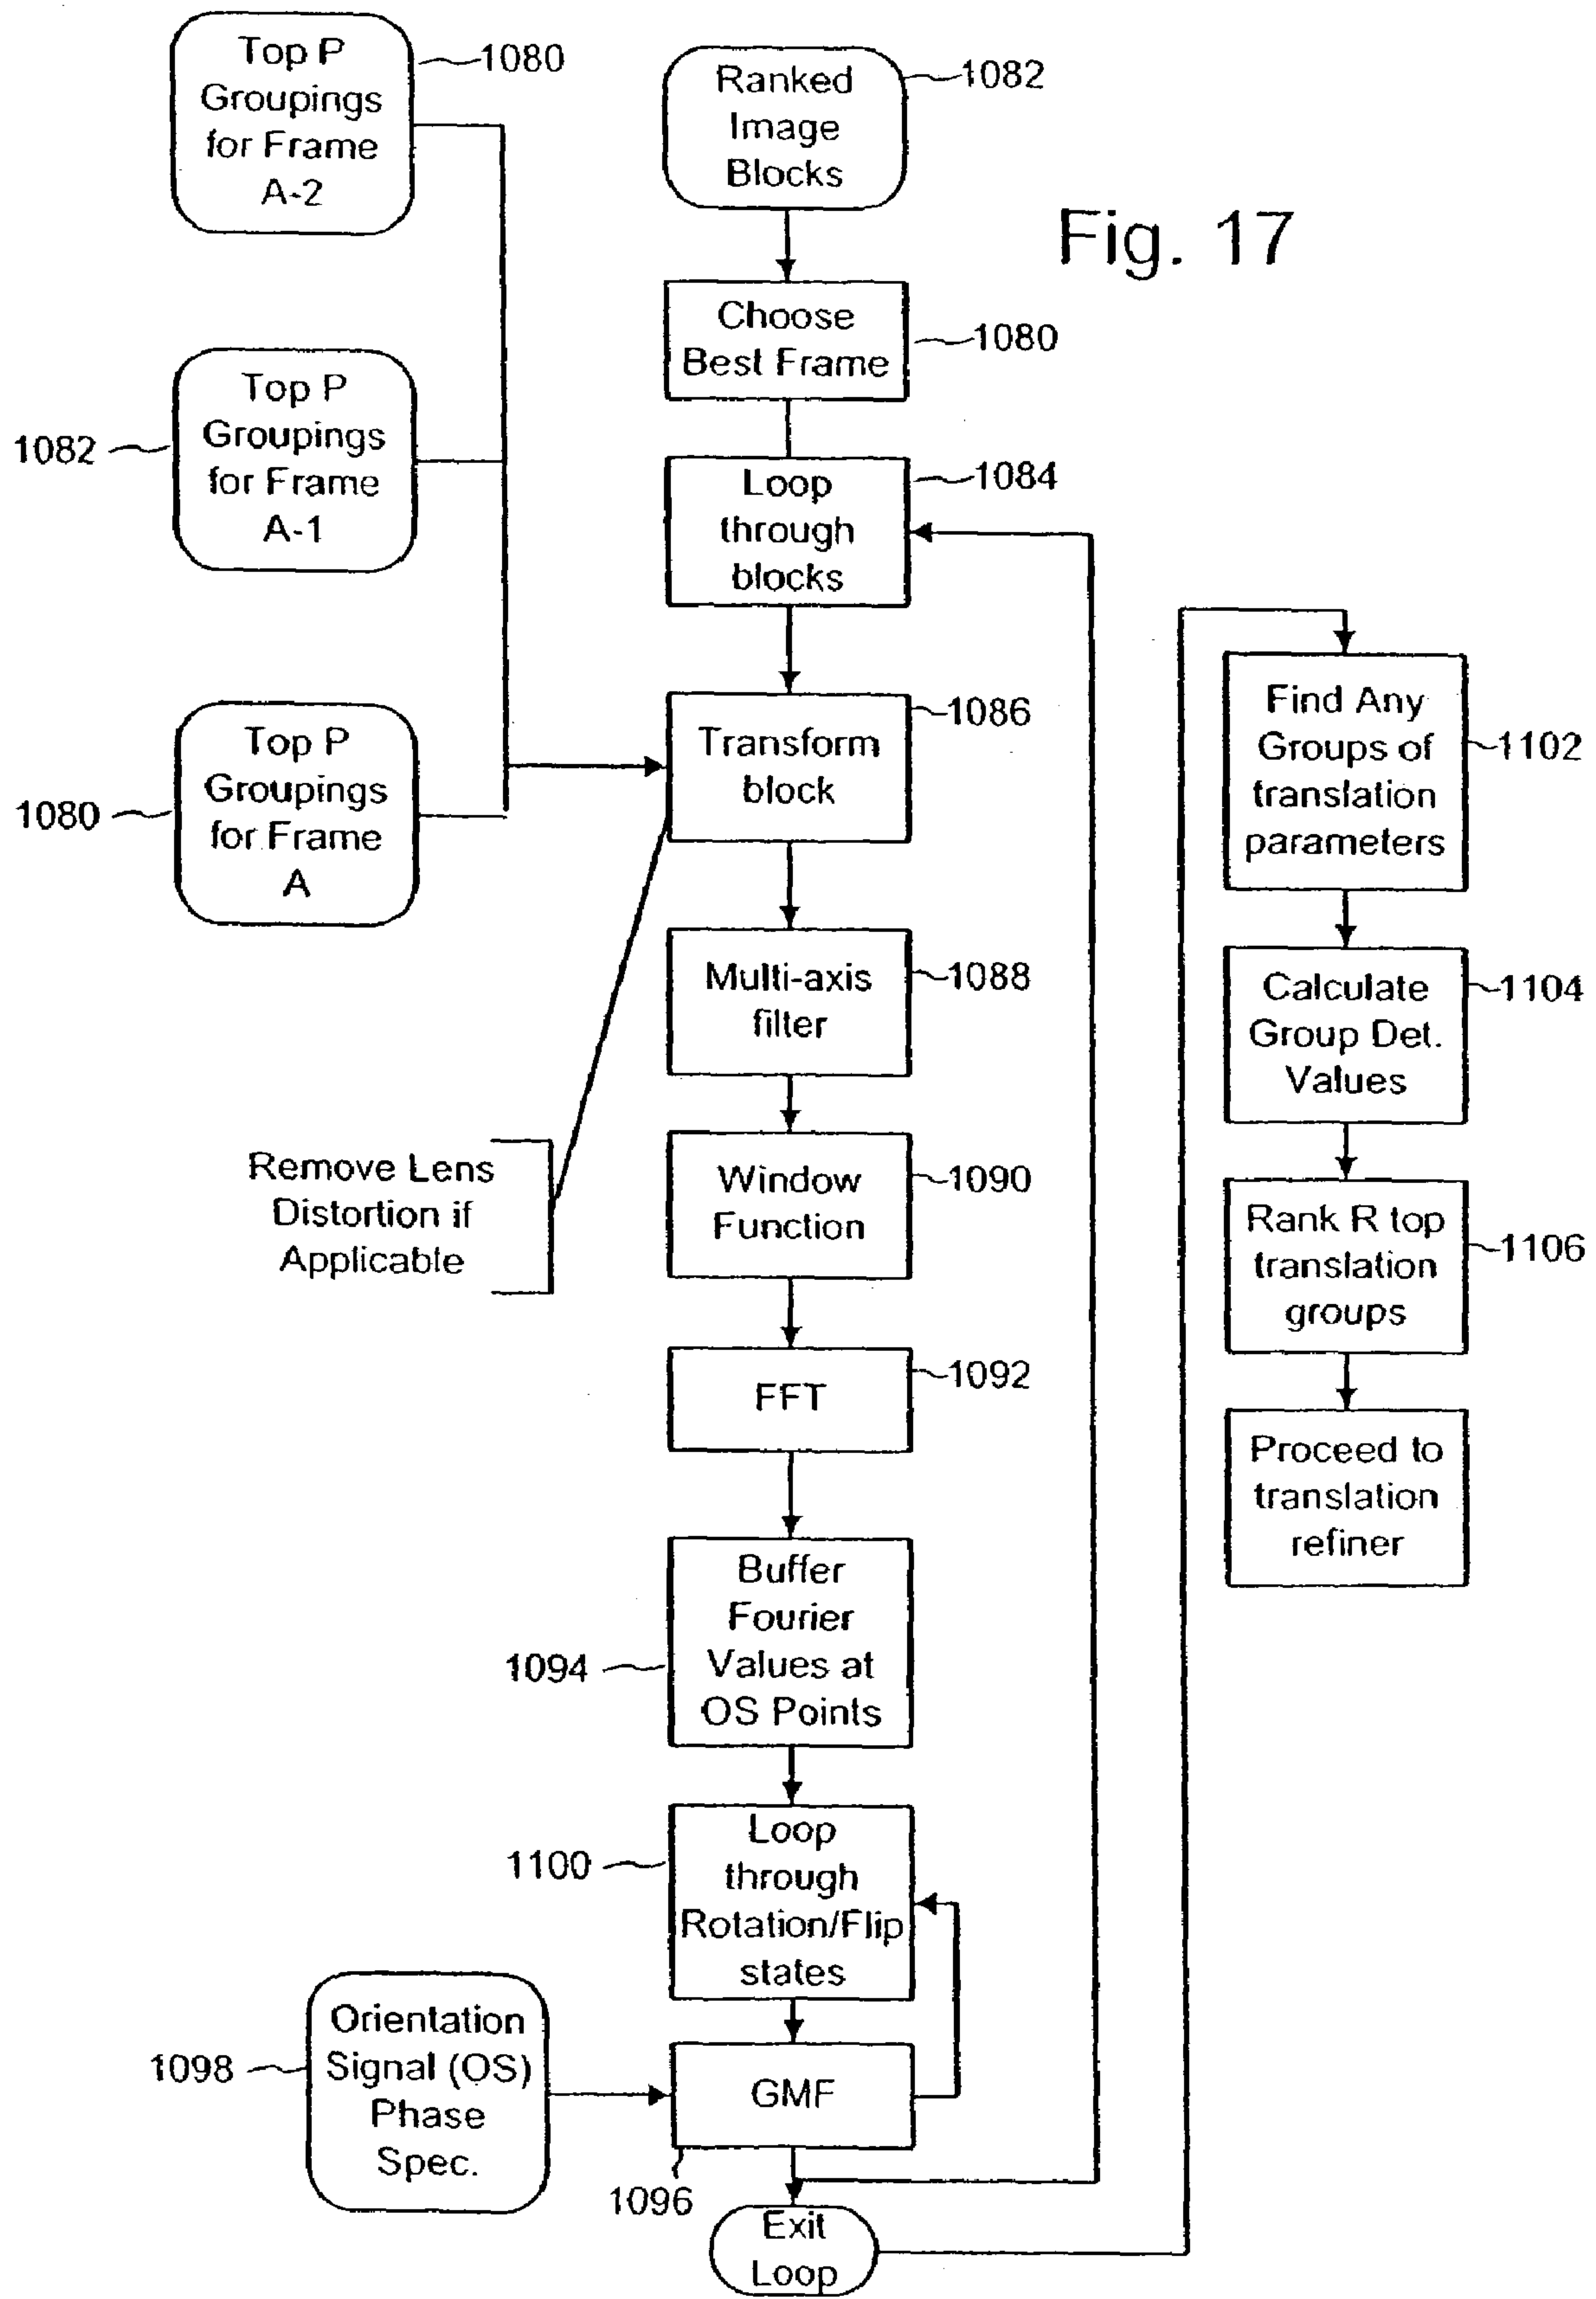 Top P
Groupings
for Frame
A-2
1080
Ranked
Image
Blocks
1082
Fig. 17
Choose
Best Frame
1080
Top P
Groupings
for Frame
A-1
1082
Loop
through
blocks
1084
Top P
Groupings
for Frame
A
1080
Transform
block
1086
Remove Lens
Distortion if
Applicable
Multi-axis
filter
1088
Window
Function
1090
FFT
1092
Buffer
Fourier
Values at
OS Points
1094
Loop
through
Rotation/Flip
states
1100
Orientation
Signal (OS)
Phase
Spec.
1098
GMF
1096
Exit
Loop
Find Any
Groups of
translation
parameters
1102
Calculate
Group Det.
Values
1104
Rank R top
translation
groups
1106
Proceed to
translation
refiner